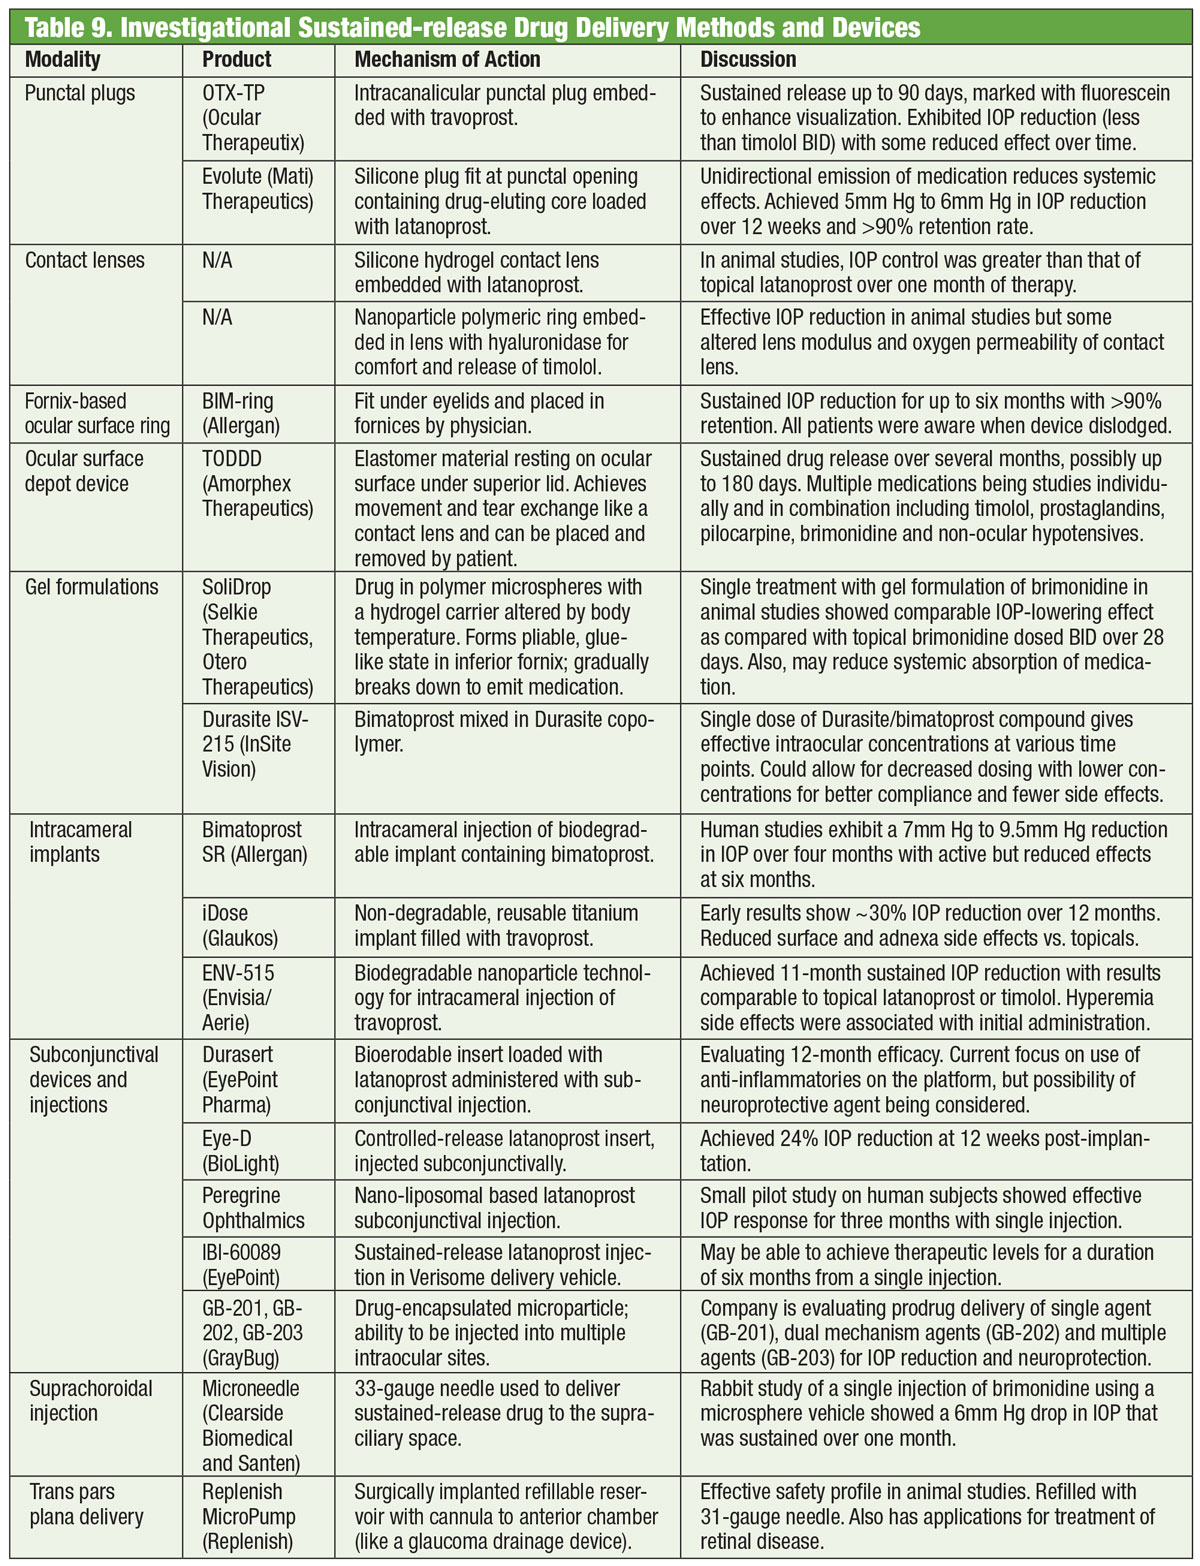 Table 9. Investigational Sustained-release Drug Delivery Methods and Devices
Modality Product Mechanism of Action Discussion
Punctal plugs
OTX-TP
(Ocular
Therapeutix)
Intracanalicular punctal plug embed-
ded with travoprost.
Sustained release up to 90 days, marked with fluorescein
to enhance visualization. Exhibited IOP reduction (less
than timolol BID) with some reduced effect over time.
Evolute (Mati)
Therapeutics)
Silicone plug fit at punctal opening
containing drug-eluting core loaded
with latanoprost.
Unidirectional emission of medication reduces systemic
effects. Achieved 5mm Hg to 6mm Hg in IOP reduction
over 12 weeks and >90% retention rate.
Contact lenses
N/A
Silicone hydrogel contact lens
embedded with latanoprost.
In animal studies, IOP control was greater than that of
topical latanoprost over one month of therapy.
N/A
Nanoparticle polymeric ring embed-
ded in lens with hyaluronidase for
comfort and release of timolol.
Effective IOP reduction in animal studies but some
altered lens modulus and oxygen permeability of contact
lens.
Fornix-based
ocular surface ring
BIM-ring
(Allergan)
Fit under eyelids and placed in
fornices by physician.
Sustained IOP reduction for up to six months with >90%
retention. All patients were aware when device dislodged.
Ocular surface
depot device
TODDD
(Amorphex
Therapeutics)
Elastomer material resting on ocular
surface under superior lid. Achieves
movement and tear exchange like a
contact lens and can be placed and
removed by patient.
Sustained drug release over several months, possibly up
to 180 days. Multiple medications being studies individu-
ally and in combination including timolol, prostaglandins,
pilocarpine, brimonidine and non-ocular hypotensives.
Gel formulations
SoliDrop
(Selkie
Therapeutics,
Otero
Therapeutics)
Drug in polymer microspheres with
a hydrogel carrier altered by body
temperature. Forms pliable, glue-
like state in inferior fornix; gradually
breaks down to emit medication.
Single treatment with gel formulation of brimonidine in
animal studies showed comparable IOP-lowering effect
as compared with topical brimonidine dosed BID over 28
days. Also, may reduce systemic absorption of medica-
tion.
Durasite ISV-
215 (InSite
Vision)
Bimatoprost mixed in Durasite copo-
lymer.
Single dose of Durasite/bimatoprost compound gives
effective intraocular concentrations at various time
points. Could allow for decreased dosing with lower con-
centrations for better compliance and fewer side effects.
Intracameral
implants
Bimatoprost
SR (Allergan)
Intracameral injection of biodegrad-
able implant containing bimatoprost.
Human studies exhibit a 7mm Hg to 9.5mm Hg reduction
in IOP over four months with active but reduced effects
at six months.
iDose
(Glaukos)
Non-degradable, reusable titanium
implant filled with travoprost.
Early results show ~30% IOP reduction over 12 months.
Reduced surface and adnexa side effects vs. topicals.
ENV-515
(Envisia/
Aerie)
Biodegradable nanoparticle technol-
ogy for intracameral injection of
travoprost.
Achieved 11-month sustained IOP reduction with results
comparable to topical latanoprost or timolol. Hyperemia
side effects were associated with initial administration.
Subconjunctival
devices and
injections
Durasert
(EyePoint
Pharma)
Bioerodable insert loaded with
latanoprost administered with sub-
conjunctival injection.
Evaluating 12-month efficacy. Current focus on use of
anti-inflammatories on the platform, but possibility of
neuroprotective agent being considered.
Eye-D
(BioLight)
Controlled-release latanoprost insert,
injected subconjunctivally.
Achieved 24% IOP reduction at 12 weeks post-implan-
tation.
Peregrine
Ophthalmics
Nano-liposomal based latanoprost
subconjunctival injection.
Small pilot study on human subjects showed effective
IOP response for three months with single injection.
IBI-60089
(EyePoint)
Sustained-release latanoprost injec-
tion in Verisome delivery vehicle.
May be able to achieve therapeutic levels for a duration
of six months from a single injection.
GB-201, GB-
202, GB-203
(GrayBug)
Drug-encapsulated microparticle;
ability to be injected into multiple
intraocular sites.
Company is evaluating prodrug delivery of single agent
(GB-201), dual mechanism agents (GB-202) and multiple
agents (GB-203) for IOP reduction and neuroprotection.
Suprachoroidal
injection
Microneedle
(Clearside
Biomedical
and Santen)
33-gauge needle used to deliver
sustained-release drug to the supra-
ciliary space.
Rabbit study of a single injection of brimonidine using a
microsphere vehicle showed a 6mm Hg drop in IOP that
was sustained over one month.
Trans pars
plana delivery
Replenish
MicroPump
(Replenish)
Surgically implanted refillable reser-
voir with cannula to anterior chamber
(like a glaucoma drainage device).
Effective safety profile in animal studies. Refilled with
31-gauge needle. Also has applications for treatment of
retinal disease.